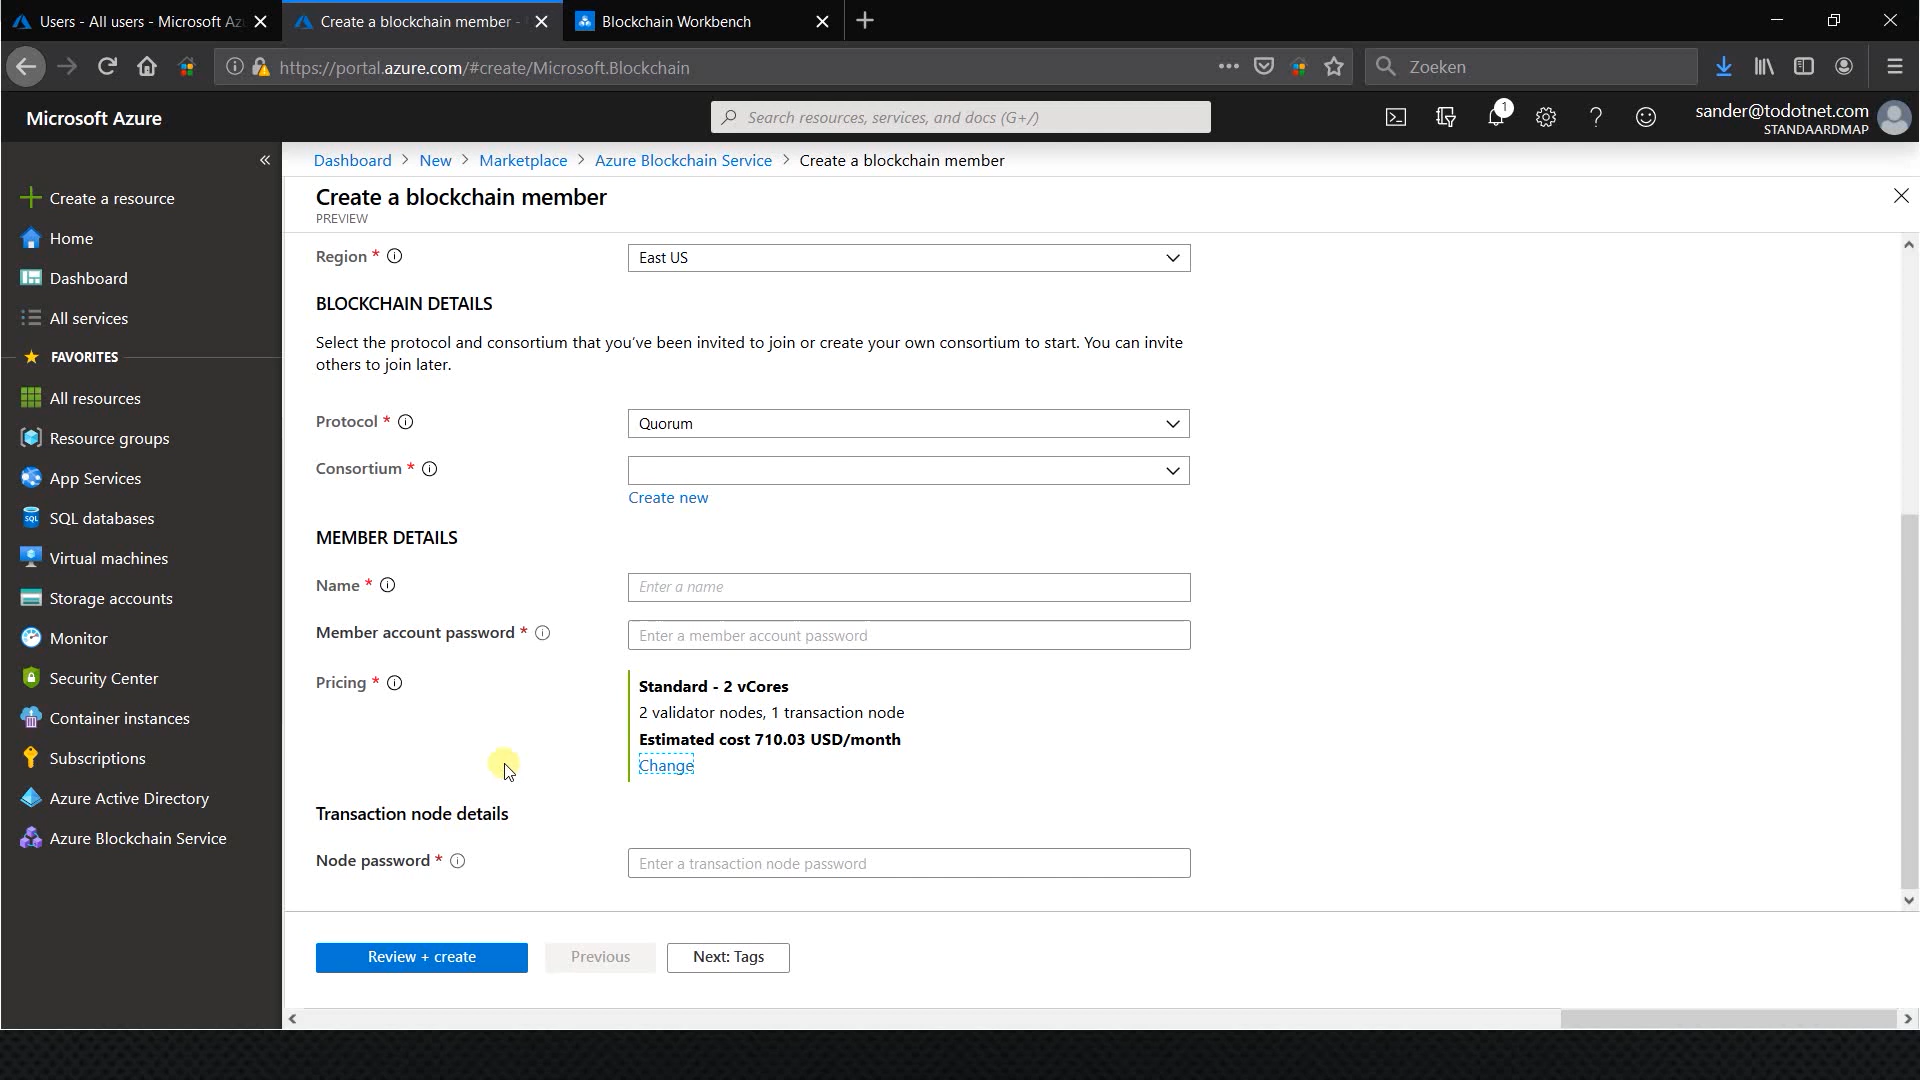 Users - All users - Microsoft Az
Create a blockchain member -
Blockchain Workbench
https://portal.azure.com/#create/Microsoft.Blockchain
Zoeken
Microsoft Azure
Search resources, services, and docs (G+/)
1
sander@todotnet.com
STANDAARDMAP
Create a resource
Home
Dashboard
All services
FAVORITES
All resources
Resource groups
App Services
SQL databases
Virtual machines
Storage accounts
Monitor
Security Center
Container instances
Subscriptions
Azure Active Directory
Azure Blockchain Service
Dashboard > New > Marketplace > Azure Blockchain Service > Create a blockchain member
Create a blockchain member
PREVIEW
Region *
East US
BLOCKCHAIN DETAILS
Select the protocol and consortium that you've been invited to join or create your own consortium to start. You can invite
others to join later.
Protocol *
Quorum
Consortium *
Create new
MEMBER DETAILS
Name *
Enter a name
Member account password *
Enter a member account password
Pricing *
Standard - 2 vCores
2 validator nodes, 1 transaction node
Estimated cost 710.03 USD/month
Change
Transaction node details
Node password *
Enter a transaction node password
Review + create
Previous
Next: Tags